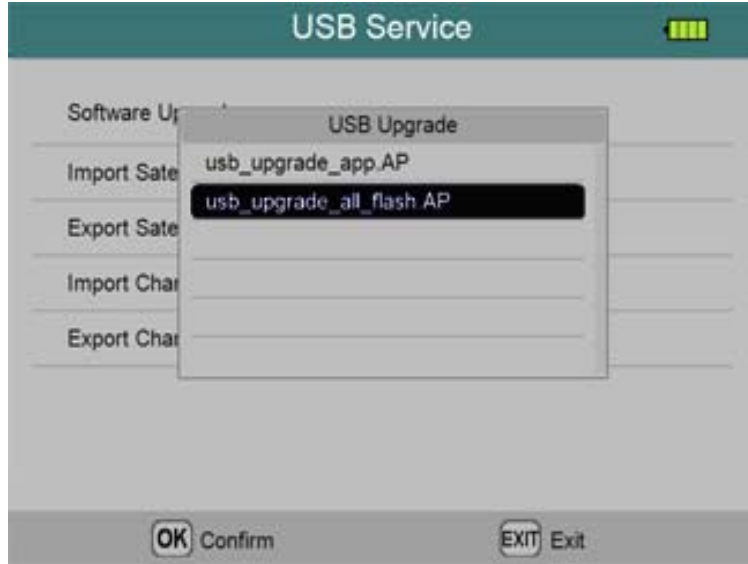 USB Service
Software
USB Upgrade
Import Sate
usb_upgrade_app.AP
usb_upgrade_all_flash.AP
Export Sate
Import Char
Export Char
OK Confirm
EXIT Exit